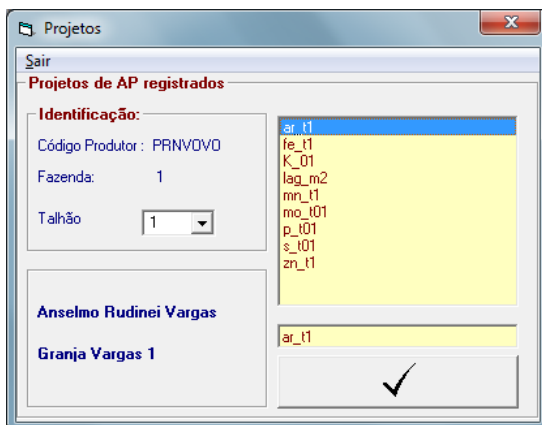 Projetos
Sair
Projetos de AP registrados
Identificação:
Código Produtor : PRNVOVO
Fazenda: 1
Talhão 1
Anselmo Rudinei Vargas
Granja Vargas 1
ar_t1
fe_t1
K_01
lag_m2
mn_t1
mo_t01
p_t01
s_t01
zn_t1
ar_t1